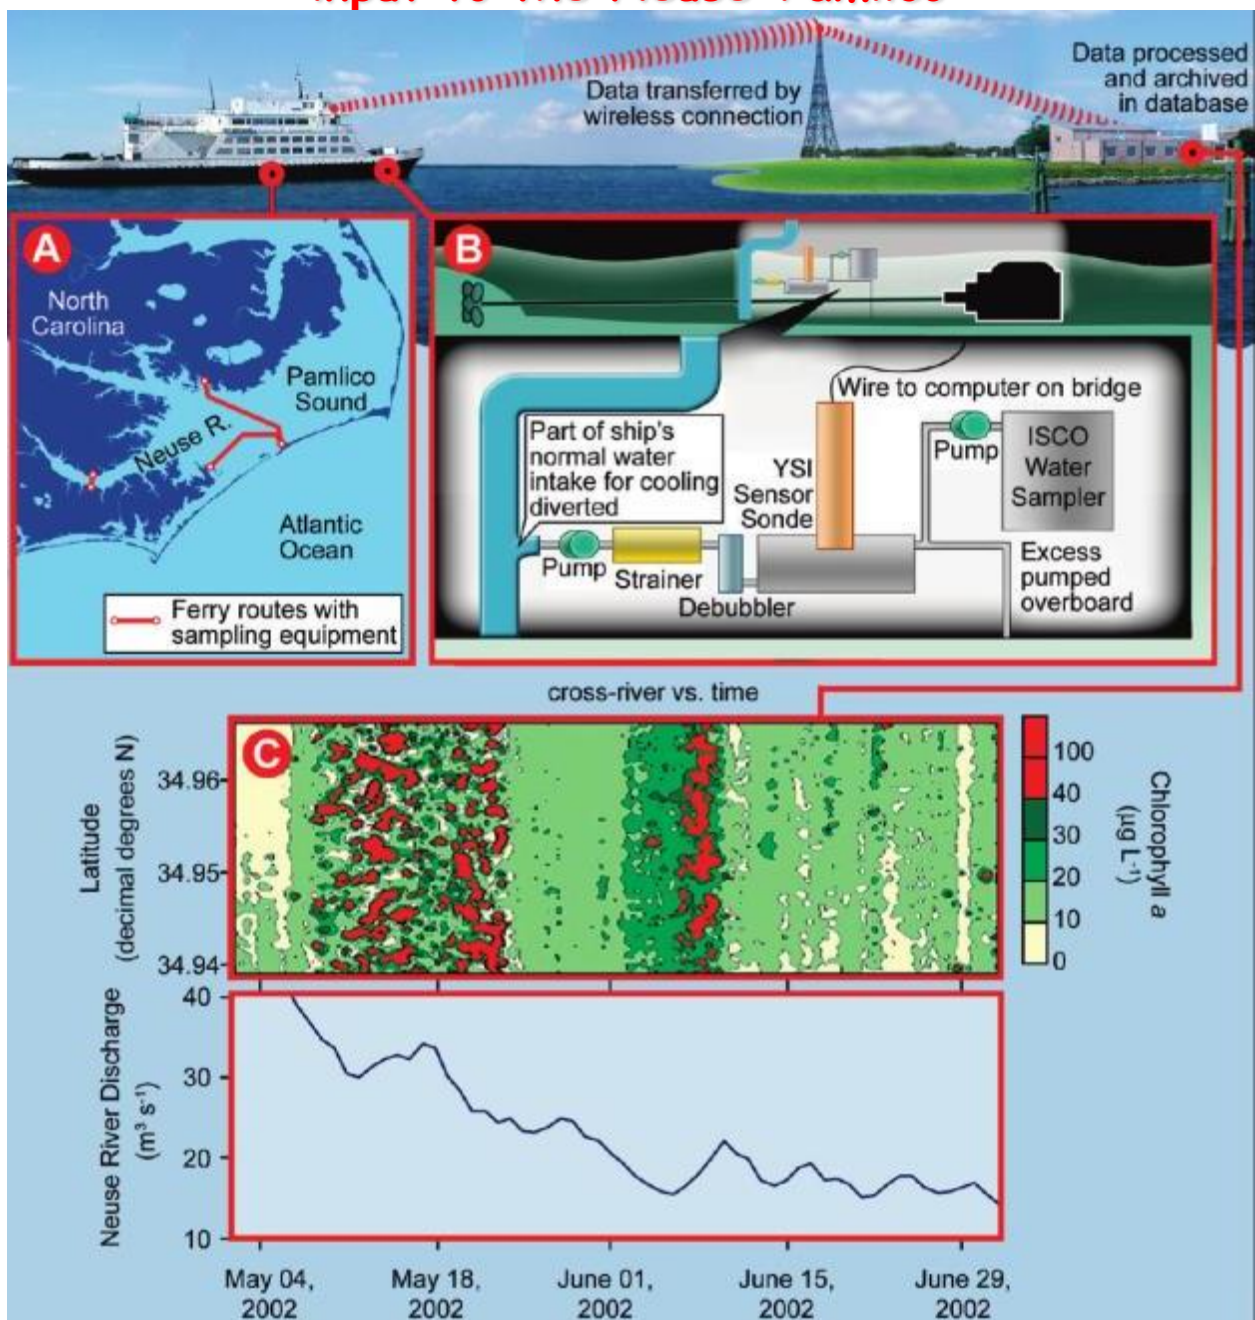 Input To The Neuse-Pamlico
Data transferred by
wireless connection
Data processed
and archived
in database
A
North
Carolina
Pamlico
Sound
Neuse R.
Atlantic
Ocean
Ferry routes with
sampling equipment
B
Wire to computer on bridge
Part of ship's
normal water
intake for cooling
diverted
YSI
Sensor
Sonde
Pump
ISCO
Water
Sampler
Pump
Strainer
Debubbler
Excess
pumped
overboard
cross-river vs. time
C
Latitude
(decimal degrees N)
34.96
34.95
34.94
100
40
30
20
10
0
Chlorophyll a
(µg L⁻¹)
Neuse River Discharge
(m³ s⁻¹)
40
30
20
10
May 04,
2002
May 18,
2002
June 01,
2002
June 15,
2002
June 29,
2002